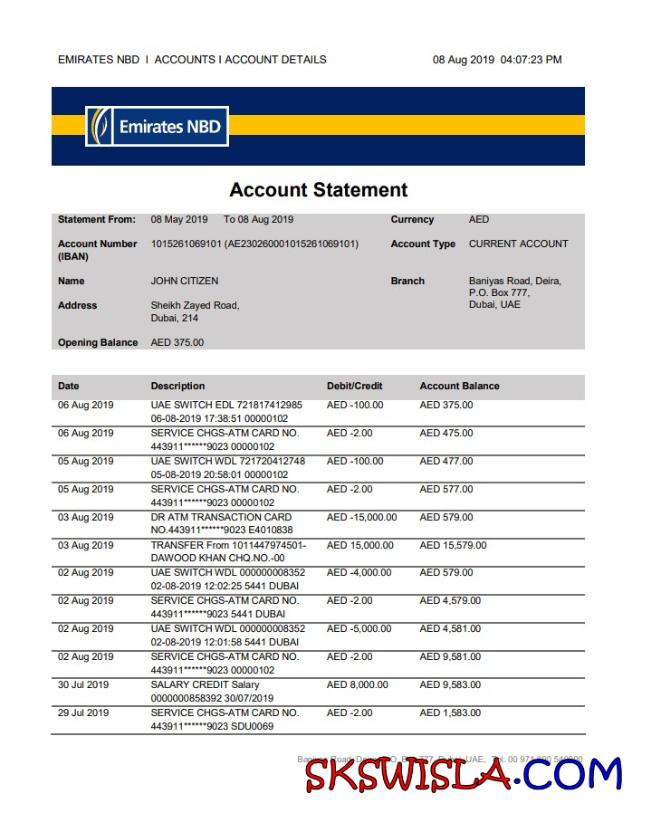 EMIRATES NBD I ACCOUNTS I ACCOUNT DETAILS 08 Aug 2019 04:07:23 PM
Emirates NBD
Account Statement
Statement From: 08 May 2019 To 08 Aug 2019 Currency AED
Account Number 1015261069101 (AE230260001015261069101) Account Type CURRENT ACCOUNT
(IBAN)
Name JOHN CITIZEN Branch Baniyas Road, Deira,
P.O. Box 777,
Address Sheikh Zayed Road, Dubai, UAE
Dubai, 214
Opening Balance AED 375.00
Date Description Debit/Credit Account Balance
06 Aug 2019 UAE SWITCH EDL 721817412985 AED -100.00 AED 375.00
06-08-2019 17:38:51 00000102
06 Aug 2019 SERVICE CHGS-ATM CARD NO. AED -2.00 AED 475.00
443911******9023 00000102
05 Aug 2019 UAE SWITCH WDL 721720412748 AED -100.00 AED 477.00
05-08-2019 20:58:01 00000102
05 Aug 2019 SERVICE CHGS-ATM CARD NO. AED -2.00 AED 577.00
443911******9023 00000102
03 Aug 2019 DR ATM TRANSACTION CARD AED -15,000.00 AED 579.00
NO.443911******9023 E4010838
03 Aug 2019 TRANSFER From 1011447974501- AED 15,000.00 AED 15,579.00
DAWOOD KHAN CHQ.NO.-00
02 Aug 2019 UAE SWITCH WDL 000000008352 AED -4,000.00 AED 579.00
02-08-2019 12:02:25 5441 DUBAI
02 Aug 2019 SERVICE CHGS-ATM CARD NO. AED -2.00 AED 4,579.00
443911******9023 5441 DUBAI
02 Aug 2019 UAE SWITCH WDL 000000008352 AED -5,000.00 AED 4,581.00
02-08-2019 12:01:58 5441 DUBAI
02 Aug 2019 SERVICE CHGS-ATM CARD NO. AED -2.00 AED 9,581.00
443911******9023 00000102
30 Jul 2019 SALARY CREDIT Salary AED 8,000.00 AED 9,583.00
0000000858392 30/07/2019
29 Jul 2019 SERVICE CHGS-ATM CARD NO. AED -2.00 AED 1,583.00
443911******9023 SDU0069
UAE,
SKSWISLA.COM